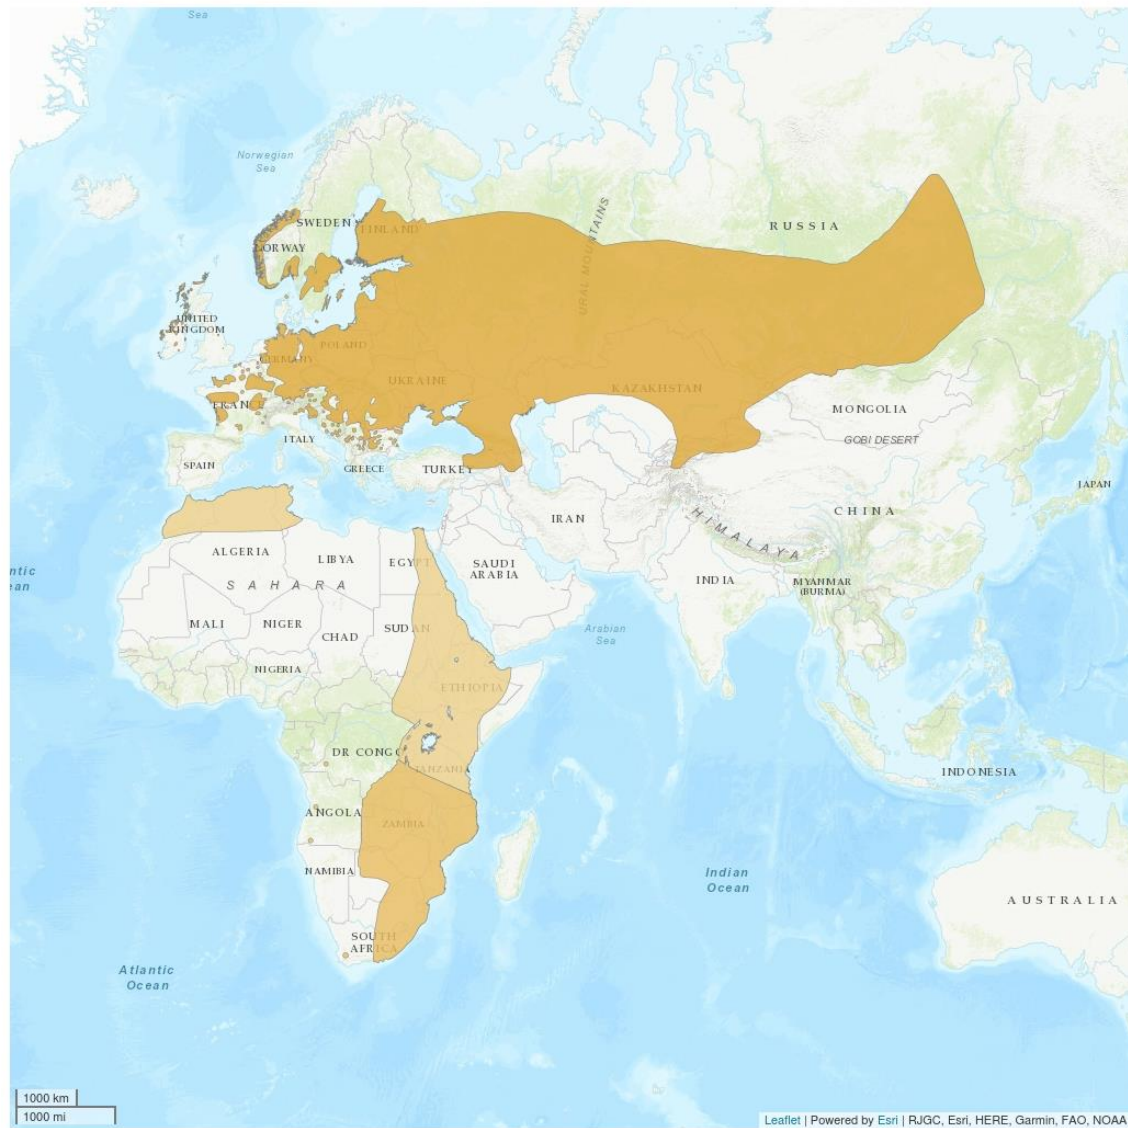 Sea
Norwegian
Sea
SWEDEN
FINLAND
NORWAY
RUSSIA
URAL MOUNTAINS
UNITED
KINGDOM
POLAND
GERMANY
UKRAINE
KAZAKHSTAN
FRANCE
MONGOLIA
GOBI DESERT
ITALY
SPAIN
GREECE
TURKEY
JAPAN
CHINA
IRAN
HIMALAYA
ALGERIA
LIBYA
EGYPT
SAUDI
ARABIA
INDIA
MYANMAR
(BURMA)
ntic
ean
SAHARA
MALI
NIGER
CHAD
SUDAN
Arabian
Sea
NIGERIA
ETHIOPIA
DR CONGO
TANZANIA
INDONESIA
ANGOLA
ZAMBIA
NAMIBIA
Indian
Ocean
AUSTRALIA
SOUTH
AFRICA
Atlantic
Ocean
1000 km
1000 mi
Leaflet | Powered by Esri | RJGC, Esri, HERE, Garmin, FAO, NOAA